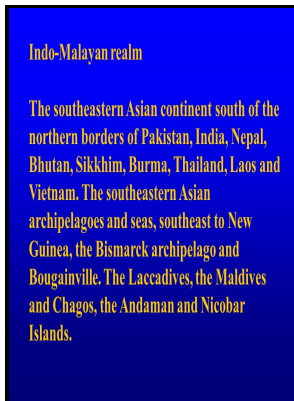 Indo-Malayan realm
The southeastern Asian continent south of the
northern borders of Pakistan, India, Nepal,
Bhutan, Sikkhim, Burma, Thailand, Laos and
Vietnam. The southeastern Asian
archipelagoes and seas, southeast to New
Guinea, the Bismarck archipelago and
Bougainville. The Laccadives, the Maldives
and Chagos, the Andaman and Nicobar
Islands.